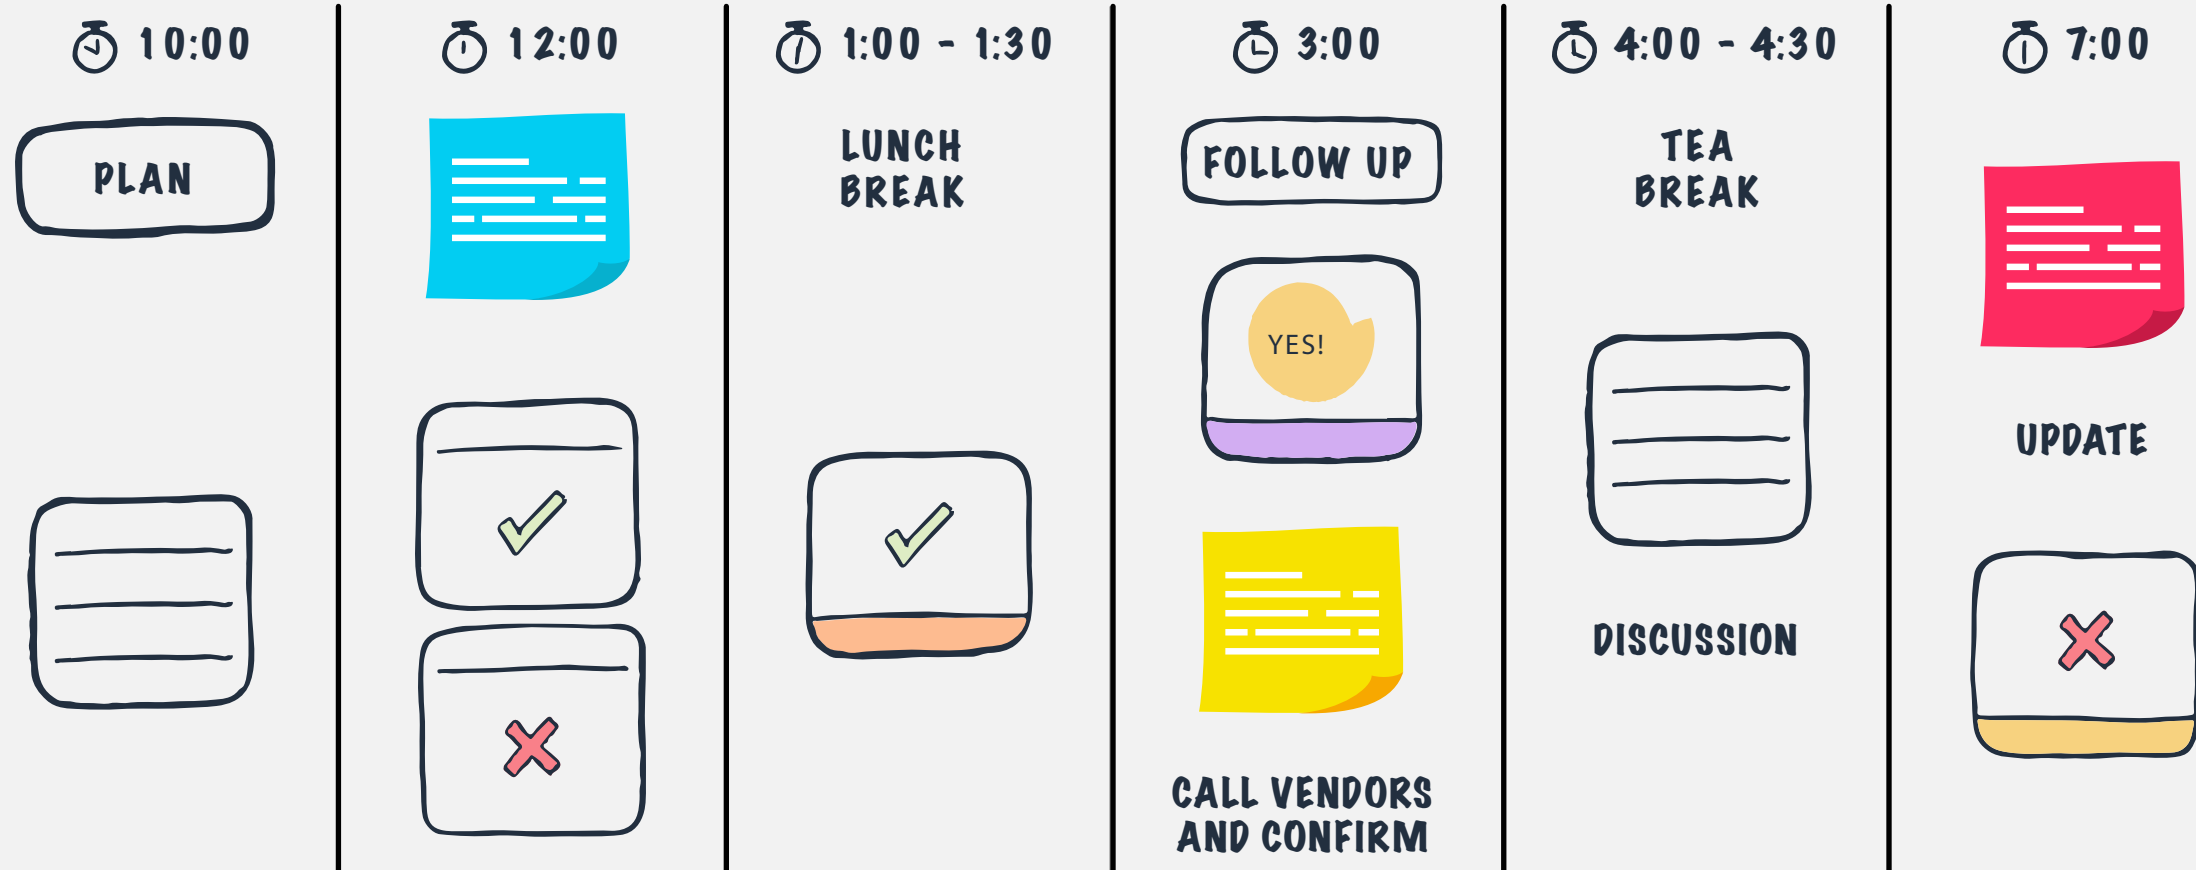 10:00
PLAN
12:00
1:00 - 1:30
LUNCH
BREAK
3:00
FOLLOW UP
YES!
CALL VENDORS
AND CONFIRM
4:00 - 4:30
TEA
BREAK
DISCUSSION
7:00
UPDATE